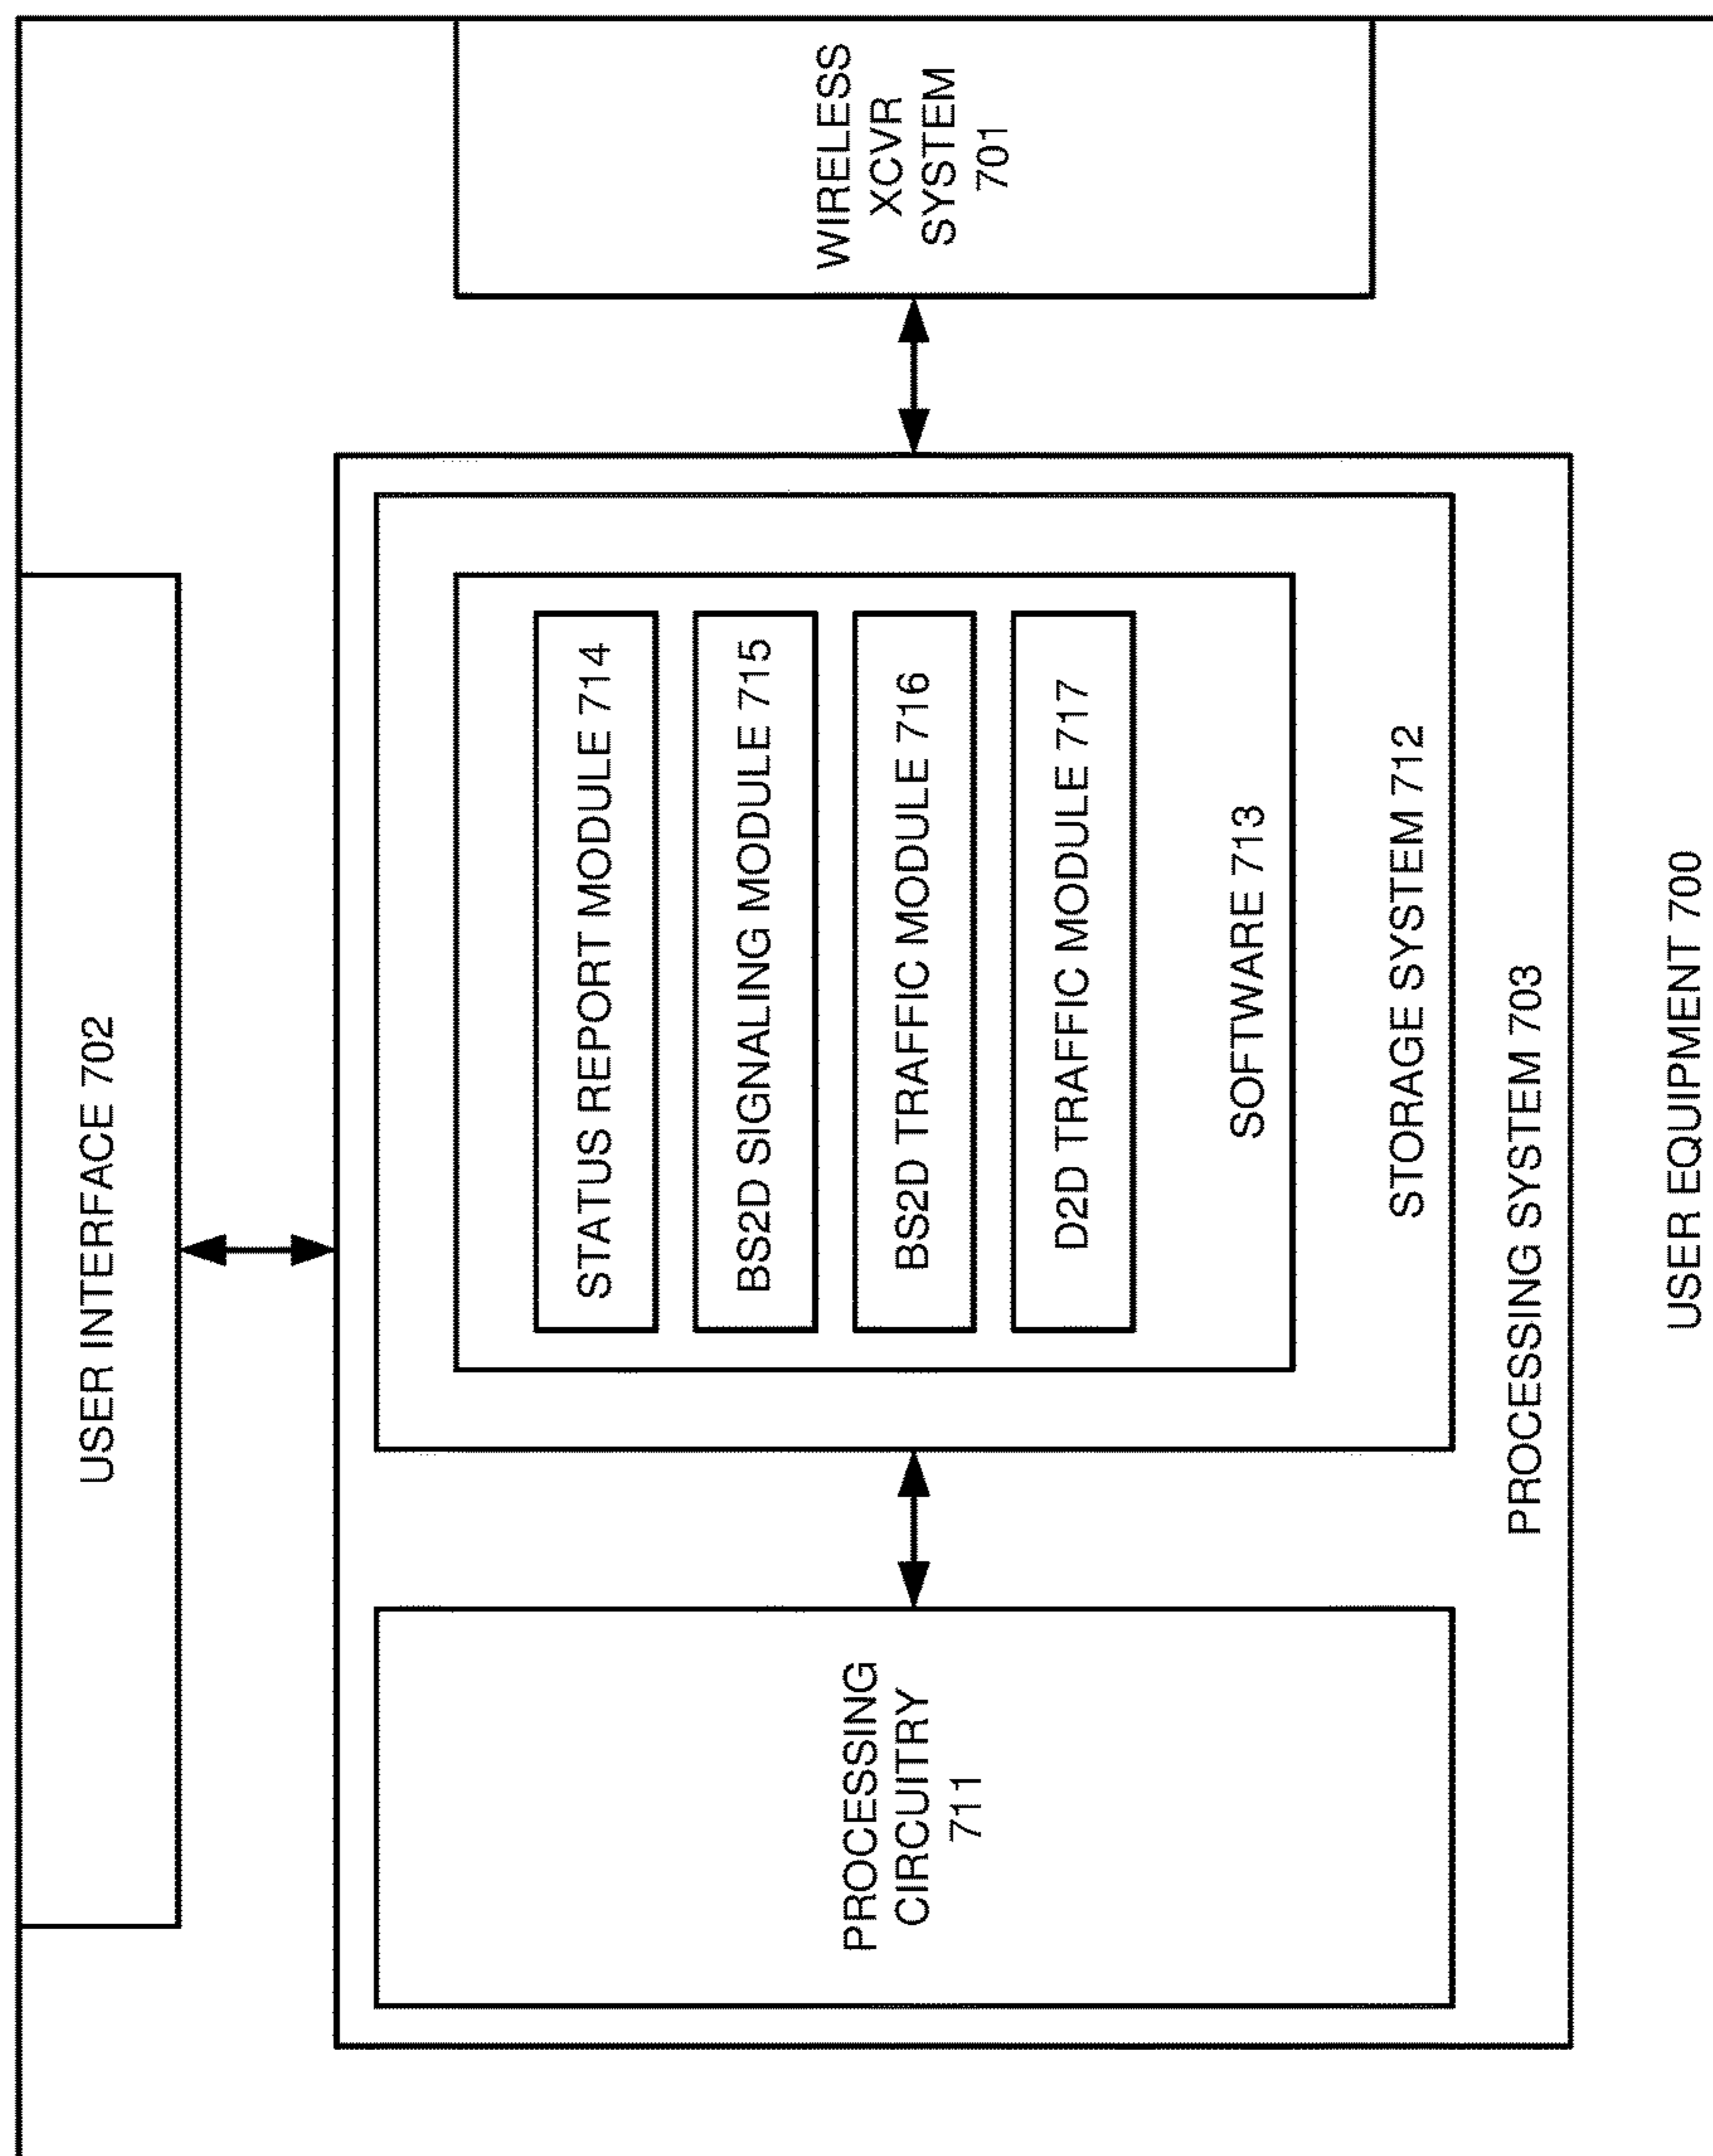 USER INTERFACE 702
WIRELESS
XCVR
SYSTEM
701
PROCESSING
CIRCUITRY
711
STATUS REPORT MODULE 714
BS2D SIGNALING MODULE 715
BS2D TRAFFIC MODULE 716
D2D TRAFFIC MODULE 717
SOFTWARE 713
STORAGE SYSTEM 712
PROCESSING SYSTEM 703
USER EQUIPMENT 700